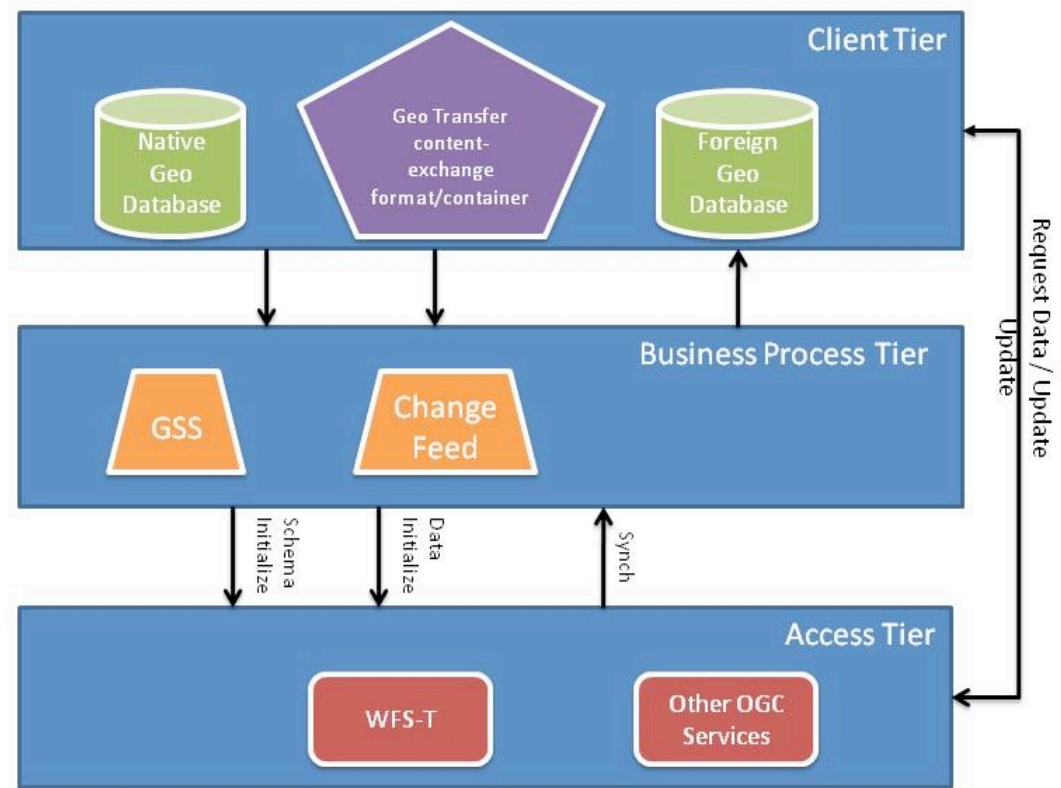 Client Tier
Native
Geo
Database
Geo Transfer
content-
exchange
format/container
Foreign
Geo
Database
Request Data / Update
Update
Business Process Tier
GSS
Change
Feed
Schema
Initialize
Data
Initialize
Synch
Access Tier
WFS-T
Other OGC
Services